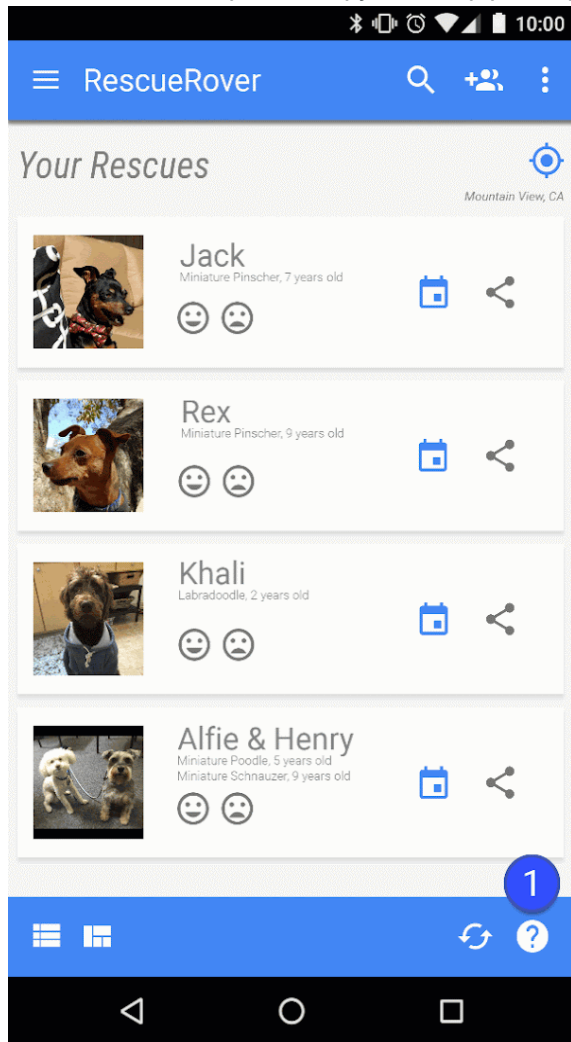 10:00
RescueRover
Your Rescues
Mountain View, CA
Jack
Miniature Pinscher, 7 years old
Rex
Miniature Pinscher, 9 years old
Khali
Labradoodle, 2 years old
Alfie & Henry
Miniature Poodle, 5 years old
Miniature Schnauzer, 9 years old
1
?